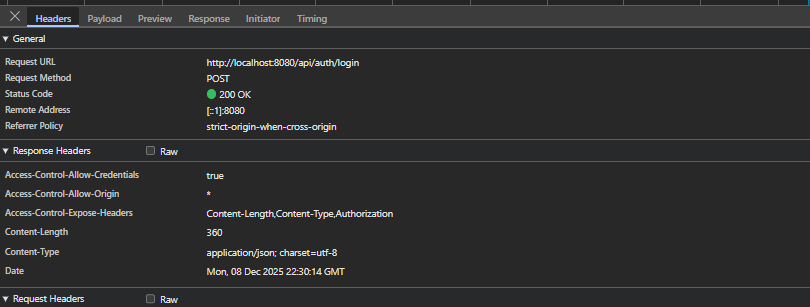 Headers Payload Preview Response Initiator Timing
General
Request URL http://localhost:8080/api/auth/login
Request Method POST
Status Code 200 OK
Remote Address [::1]:8080
Referrer Policy strict-origin-when-cross-origin
Response Headers Raw
Access-Control-Allow-Credentials true
Access-Control-Allow-Origin *
Access-Control-Expose-Headers Content-Length,Content-Type,Authorization
Content-Length 360
Content-Type application/json; charset=utf-8
Date Mon, 08 Dec 2025 22:30:14 GMT
Request Headers Raw